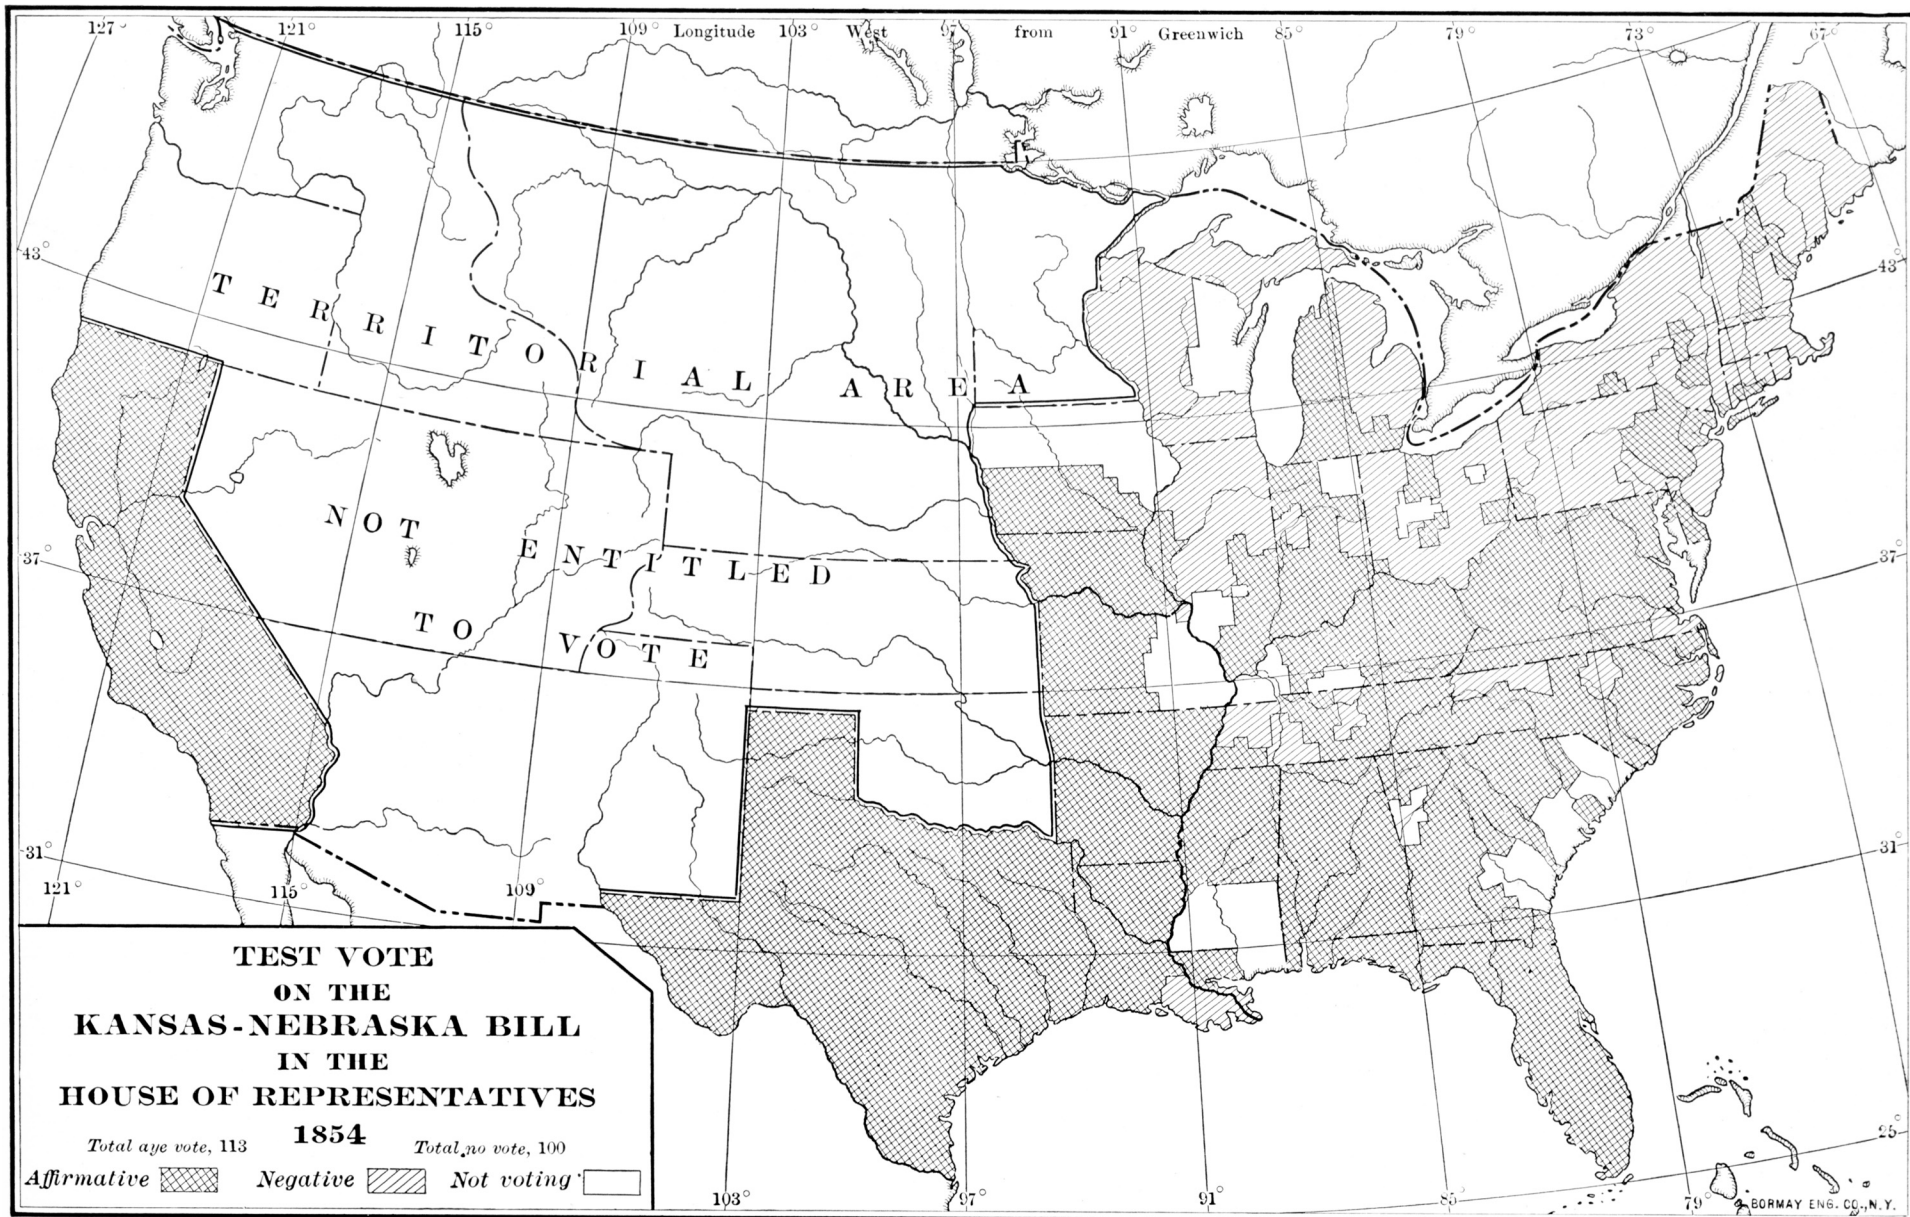 127° 121° 115° 109° Longitude 103° West 97° from 91° Greenwich 85° 79° 73° 67°
43° 43°
TERRITORIAL AREA
NOT ENTITLED
TO VOTE
37° 37°
31° 31°
121° 115° 109°
TEST VOTE
ON THE
KANSAS-NEBRASKA BILL
IN THE
HOUSE OF REPRESENTATIVES
1854
Total aye vote, 113 Total no vote, 100
Affirmative Negative Not voting
25°
103° 97° 91° 85° 79°
BORMAY ENG. CO., N.Y.